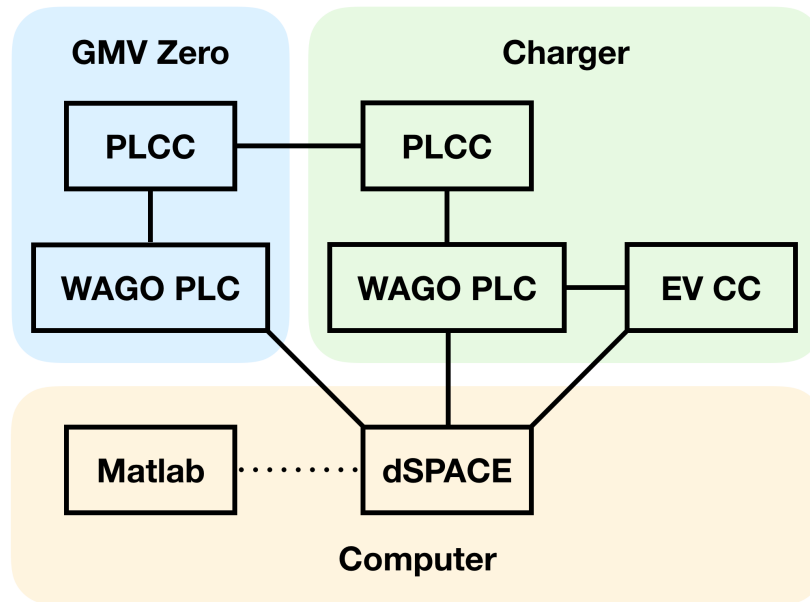 GMV Zero
Charger
PLCC
PLCC
WAGO PLC
WAGO PLC
EV CC
Matlab
dSPACE
Computer